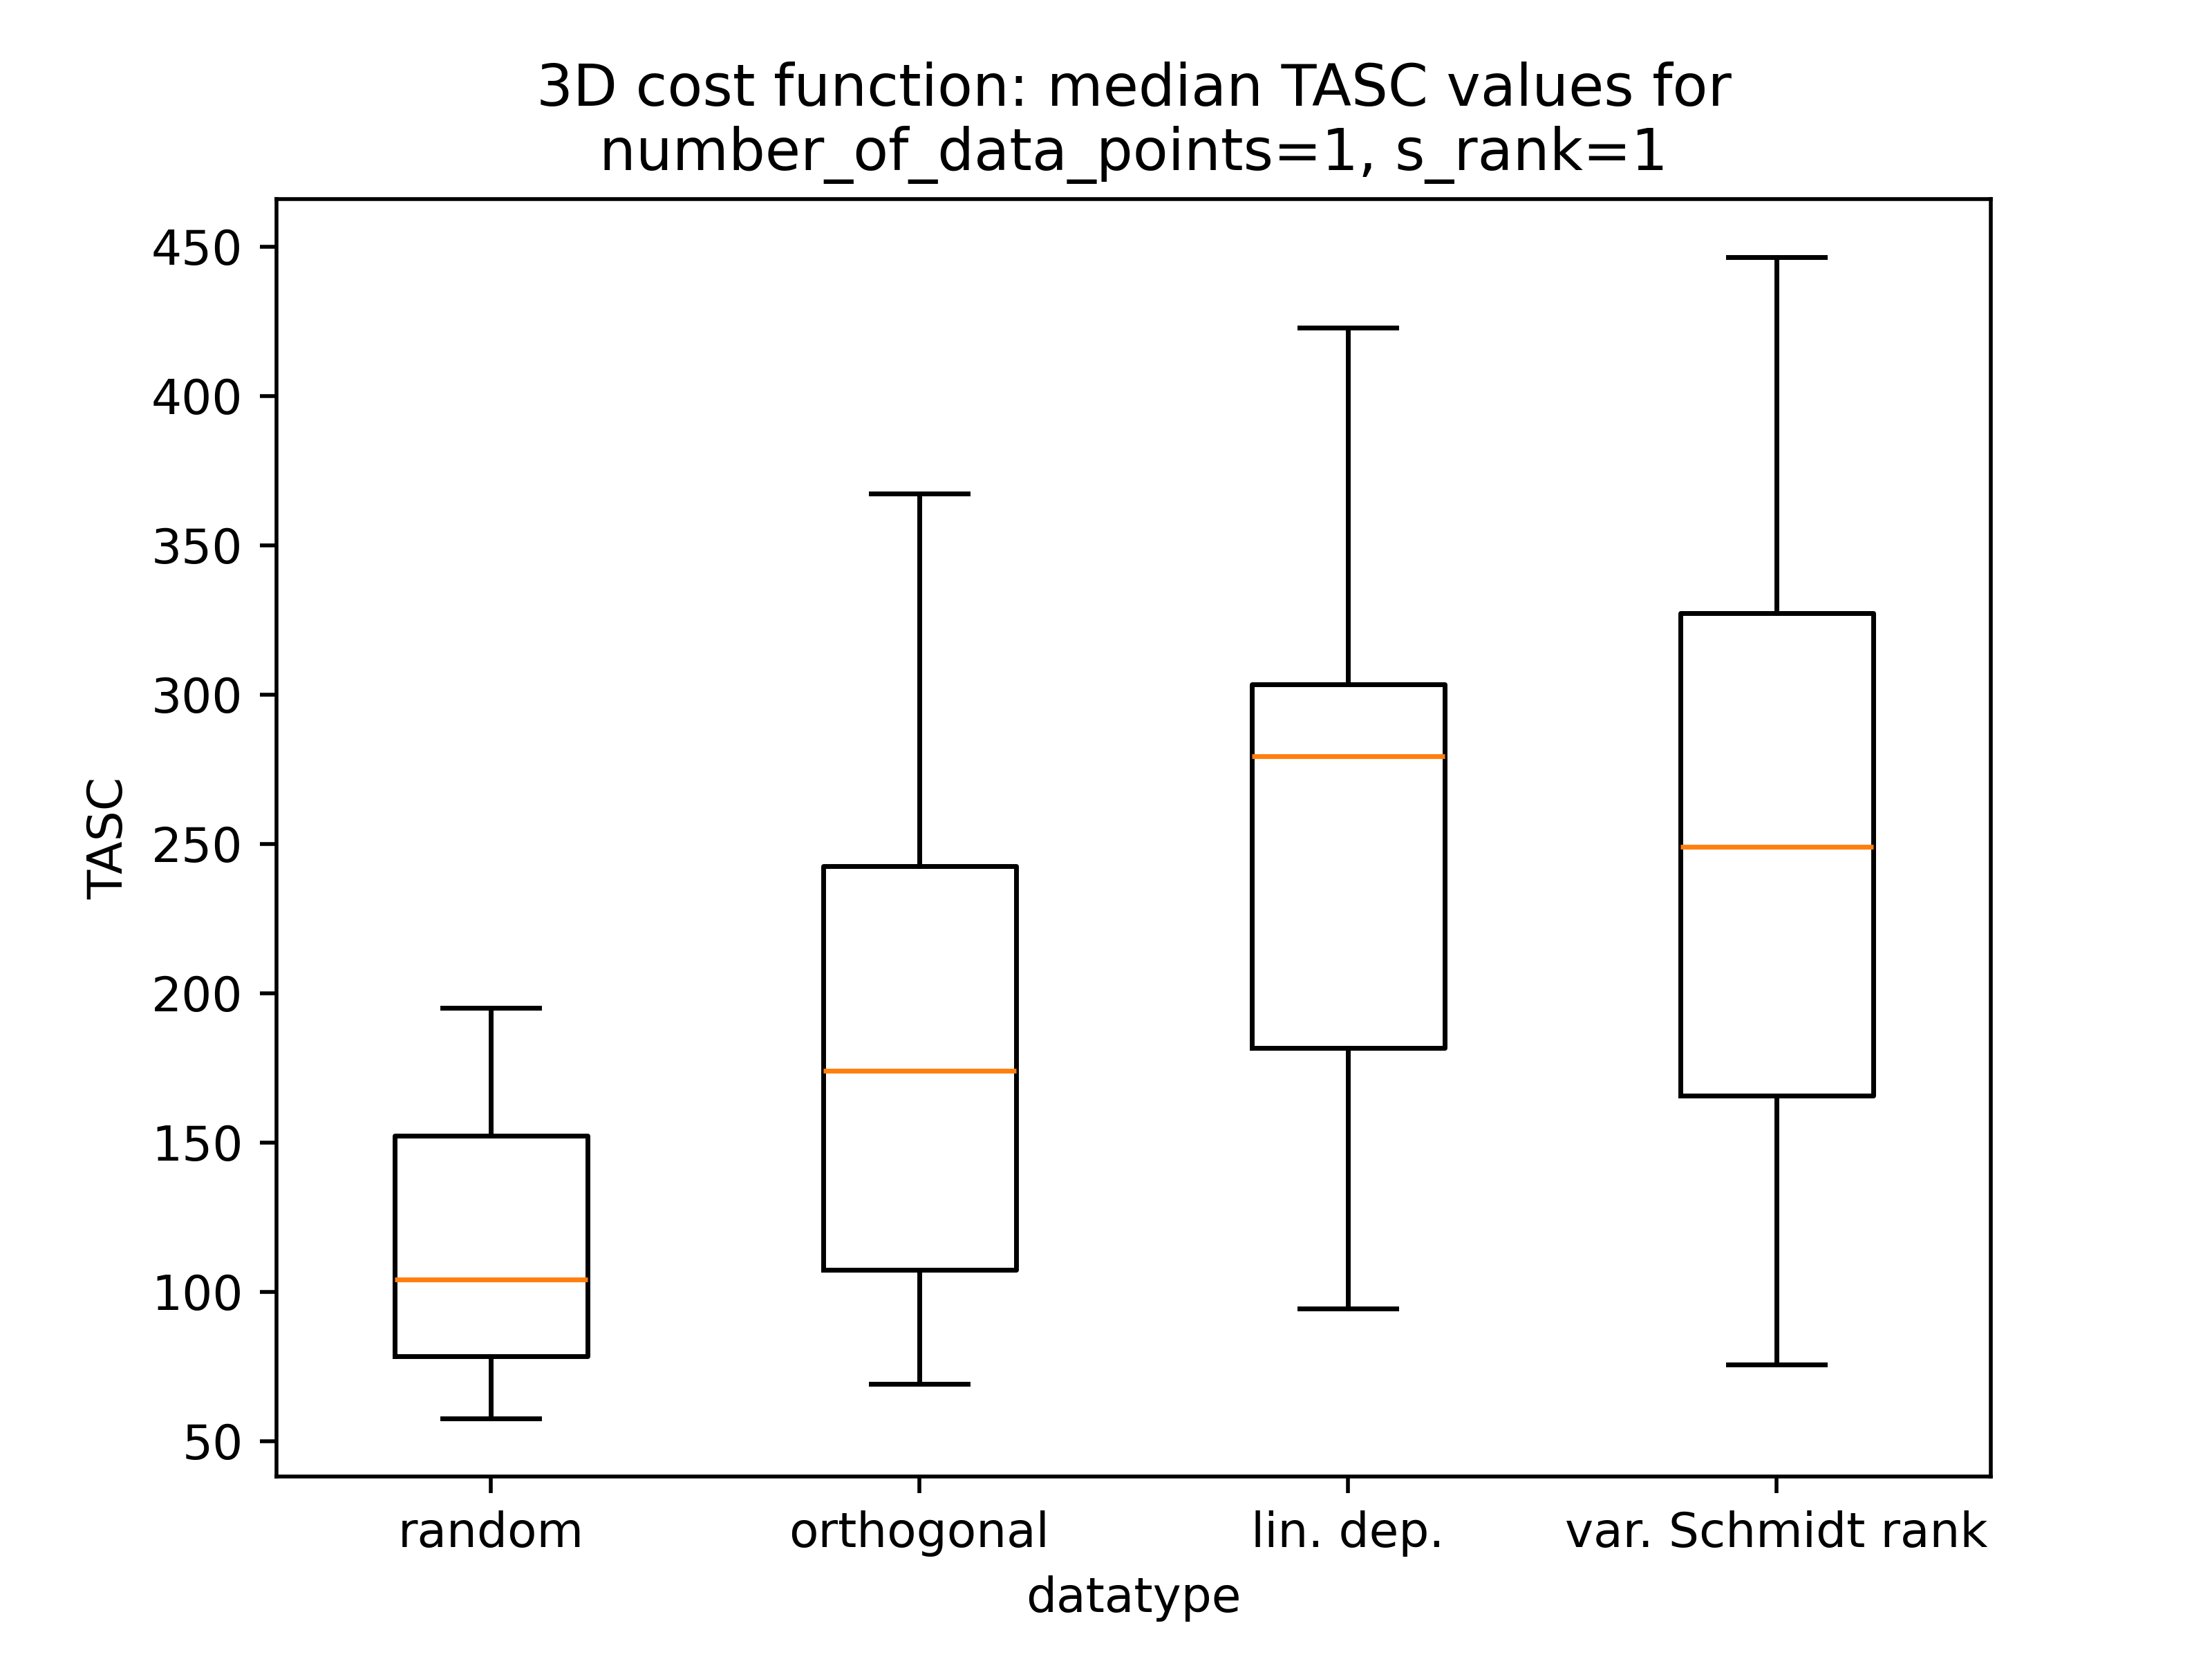 3D cost function: median TASC values for
number_of_data_points=1, s_rank=1
TASC
450
400
350
300
250
200
150
100
50
random orthogonal lin. dep. var. Schmidt rank
datatype